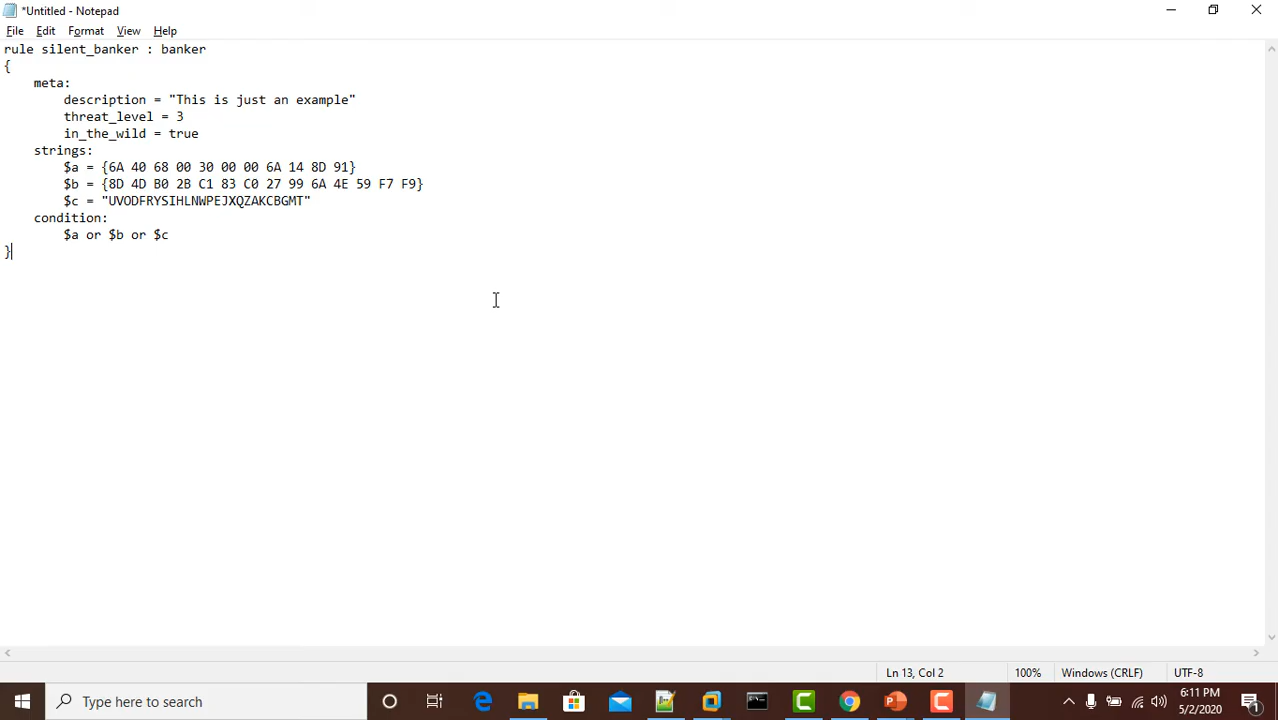 *Untitled - Notepad
File Edit Format View Help
rule silent_banker : banker
{
    meta:
        description = "This is just an example"
        threat_level = 3
        in_the_wild = true
    strings:
        $a = {6A 40 68 00 30 00 00 6A 14 8D 91}
        $b = {8D 4D B0 2B C1 83 C0 27 99 6A 4E 59 F7 F9}
        $c = "UVODFRYSIHLNWPEJXQZAKCBGMT"
    condition:
        $a or $b or $c
}
Ln 13, Col 2 100% Windows (CRLF) UTF-8
Type here to search
6:11 PM
5/2/2020
1